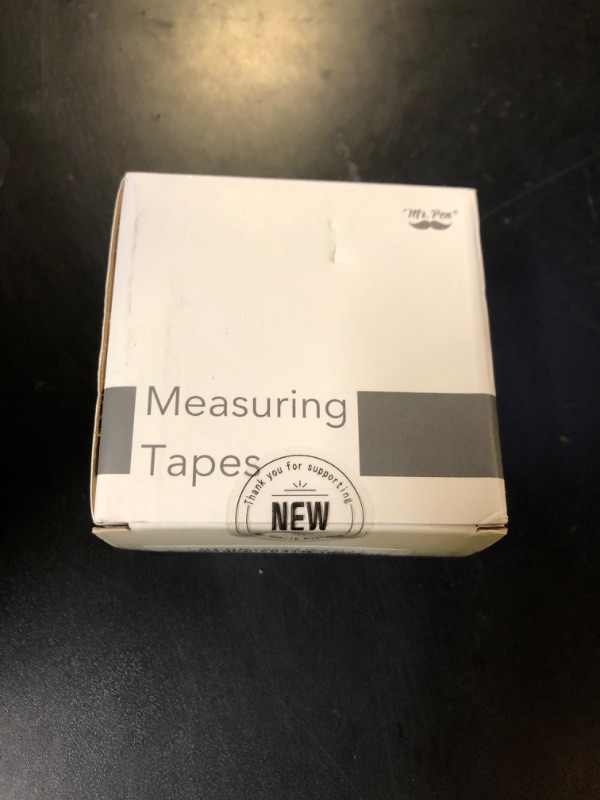 Mr. Pen®
Measuring
Tapes
Thank you for supporting
NEW